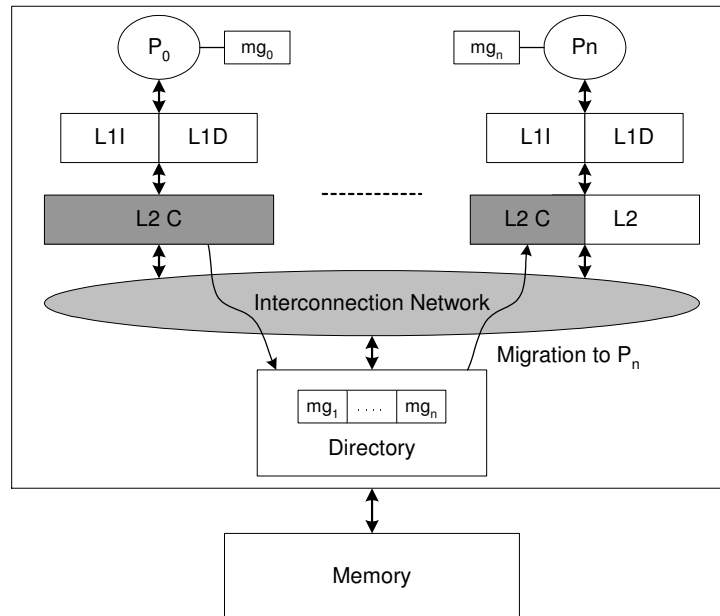 P0 mg0 mgn Pn
L1I L1D L1I L1D
L2 C L2 C L2
Interconnection Network
Migration to Pn
mg1 .... mgn
Directory
Memory